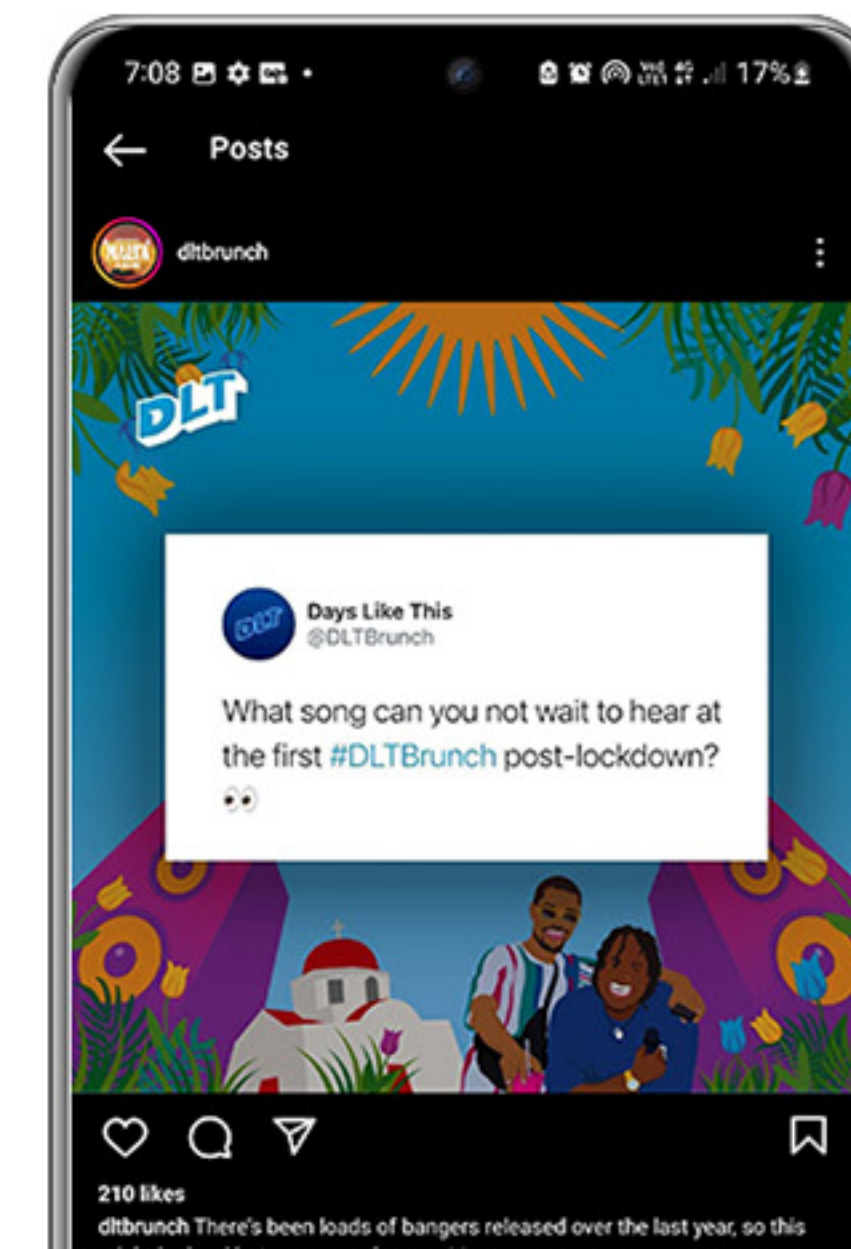 7:08
17%
Posts
dltbrunch
DLT
DLT
Days Like This
@DLTBrunch
What song can you not wait to hear at
the first #DLTBrunch post-lockdown?
👀
210 likes
dltbrunch There's been loads of bangers released over the last year, so this